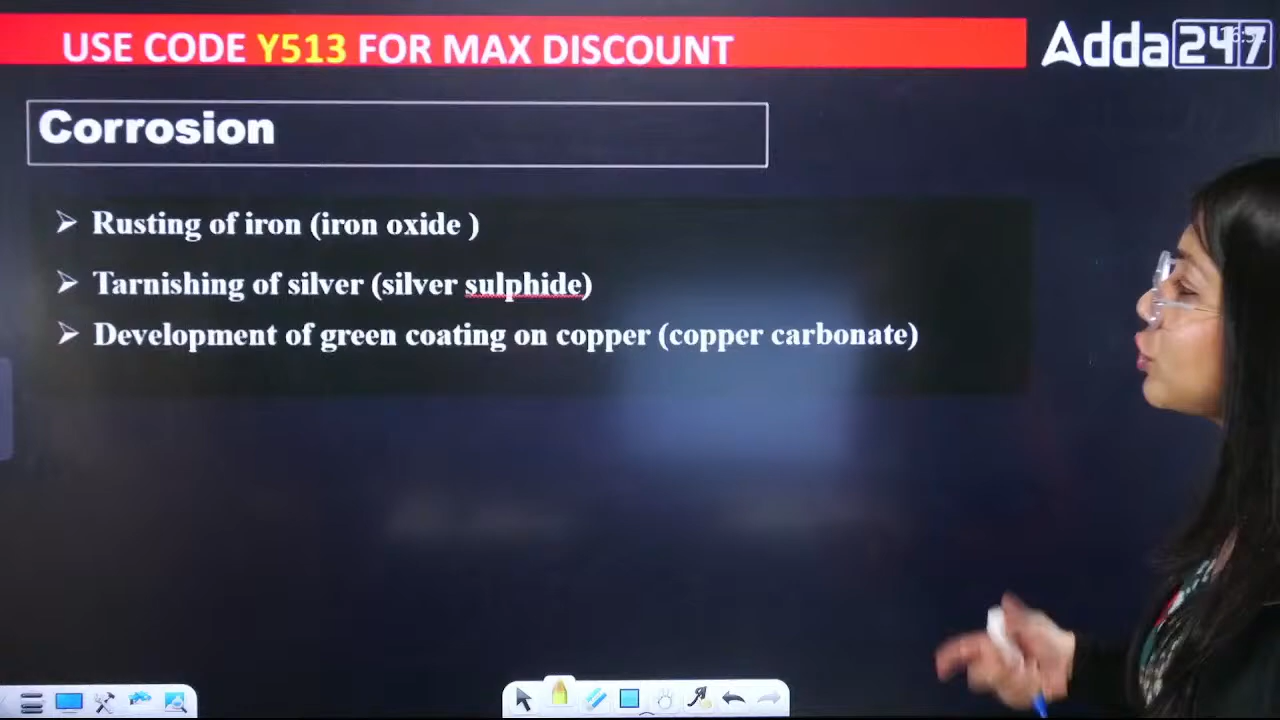 USE CODE Y513 FOR MAX DISCOUNT
Adda247
Corrosion
➢ Rusting of iron (iron oxide )
➢ Tarnishing of silver (silver sulphide)
➢ Development of green coating on copper (copper carbonate)